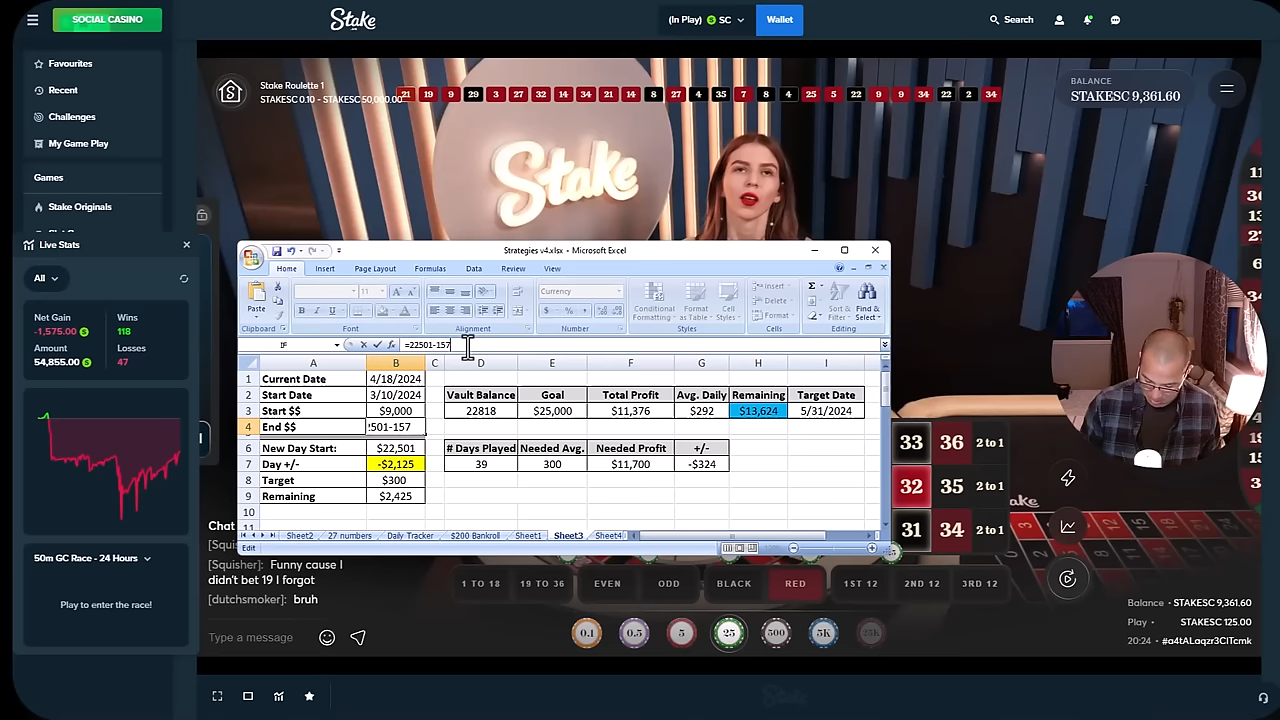 SOCIAL CASINO
Stake
(In Play) SC
Wallet
Search
Favourites
Recent
Challenges
My Game Play
Games
Stake Originals
Live Stats
All
Net Gain
-1,575.00
Wins
118
Amount
54,855.00
Losses
47
50m GC Race - 24 Hours
Play to enter the race!
Stake Roulette 1
STAKESC 0.10 - STAKESC 50,000.00
21 19 9 29 3 27 32 14 34 21 14 8 27 4 35 7 8 4 25 5 22 9 9 34 22 2 34
BALANCE
STAKESC 9,361.60
Stake
Strategies v4.xlsx - Microsoft Excel
Home Insert Page Layout Formulas Data Review View
Paste
11
Currency
Conditional Formatting
Format as Table
Cell Styles
Insert
Delete
Format
Sort & Filter
Find & Select
Clipboard Font Alignment Number Styles Cells Editing
IF =22501-157
A B C D E F G H I
1 Current Date 4/18/2024
2 Start Date 3/10/2024 Vault Balance Goal Total Profit Avg. Daily Remaining Target Date
3 Start $$ $9,000 22818 $25,000 $11,376 $292 $13,624 5/31/2024
4 End $$ 501-157
6 New Day Start: $22,501 # Days Played Needed Avg. Needed Profit +/-
7 Day +/- -$2,125 39 300 $11,700 -$324
8 Target $300
9 Remaining $2,425
10
11
Sheet2 27 numbers Daily Tracker $200 Bankroll Sheet1 Sheet3 Sheet4
Edit
33 36 2 to 1
32 35 2 to 1
31 34 2 to 1
1 TO 18 19 TO 36 EVEN ODD BLACK RED 1ST 12 2ND 12 3RD 12
0.1 0.5 5 25 500 5K 25K
Chat
[Squisher]: Funny cause I
didn't bet 19 I forgot
[dutchsmoker]: bruh
Type a message
Balance - STAKESC 9,361.60
Play - STAKESC 125.00
20:24 - #a4tALaqzr3ClTcmk
Stake